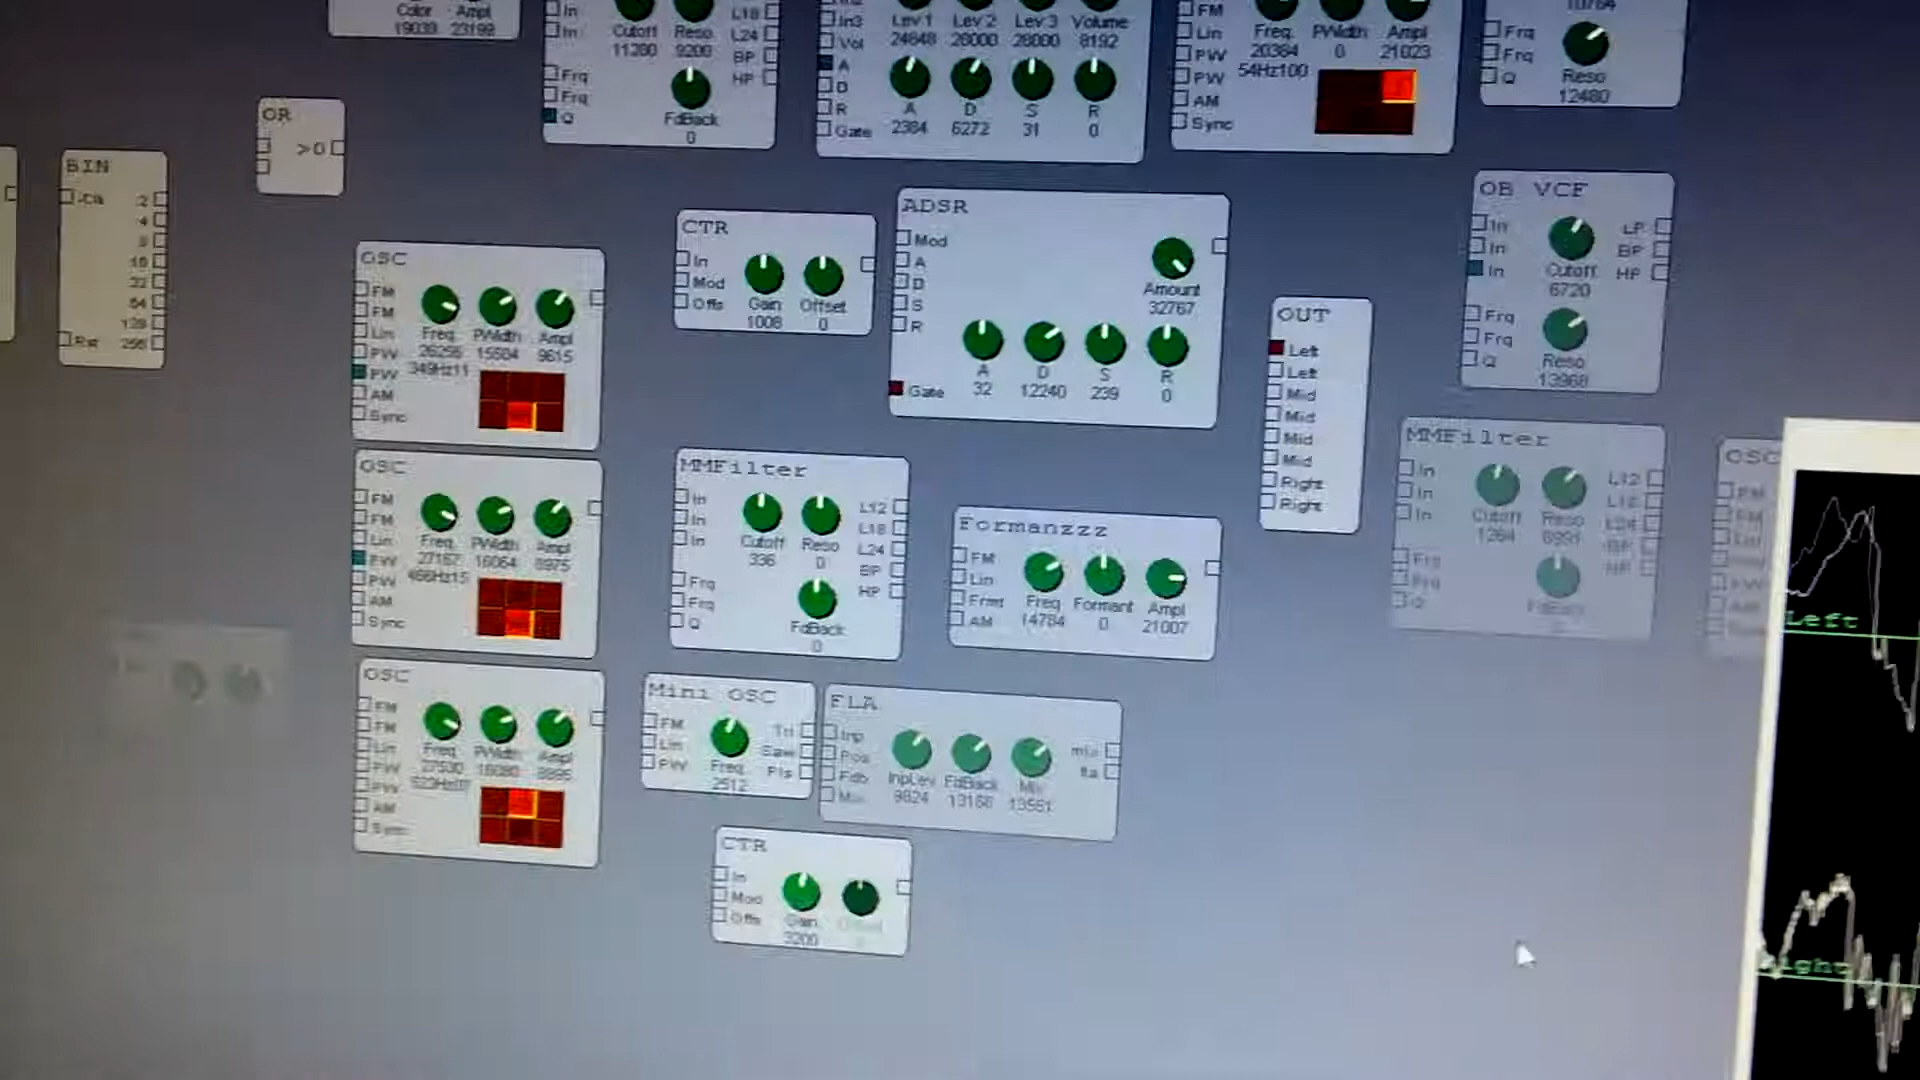 Color Ampl
19039 23199
In
In
Frq
Frq
Q
Cutoff Reso
11280 9200
FdBack
0
L18
L24
BP
HP
In3
Vol
A
D
R
Gate
Lev 1 Lev 2 Lev 3 Volume
24848 28000 28000 8192
A D S R
2384 6272 31 0
FM
Lin
PW
PW
AM
Sync
Freq PWidth Ampl
20384 0 21023
54Hz100
Frq
Frq
Q
Reso
12480
BIN
2
4
8
16
32
64
128
Rst 256
OR
>0
OSC
FM
FM
Lin
PW
PW
AM
Sync
Freq PWidth Ampl
26256 15504 9615
349Hz11
CTR
In
Mod
Offs
Gain Offset
1008 0
ADSR
Mod
A
D
S
R
Gate
Amount
32767
A D S R
32 12240 239 0
OUT
Left
Left
Mid
Mid
Mid
Mid
Right
Right
OB VCF
In
In
In
Frq
Frq
Q
Cutoff
6720
Reso
13968
LP
BP
HP
OSC
FM
FM
Lin
PW
PW
AM
Sync
Freq PWidth Ampl
27167 16064 8975
466Hz15
MMFilter
In
In
In
Frq
Frq
Q
Cutoff Reso
336 0
FdBack
0
L12
L18
L24
BP
HP
Formanzzz
FM
Lin
Frmt
AM
Freq Formant Ampl
14784 0 21007
MMFilter
In
In
In
Frq
Frq
Q
Cutoff Reso
1264
L12
L18
L24
BP
HP
OSC
OSC
FM
FM
Lin
PW
PW
AM
Sync
Freq PWidth Ampl
27530 16080 8895
Mini OSC
FM
Lin
PW
Freq
2512
Tri
Saw
Pls
FLA
Inp
Pos
Fdb
Mix
InpLev FdBack Mix
9824 13168 13561
mix
fla
CTR
In
Mod
Offs
Gain
3200
Left
Right